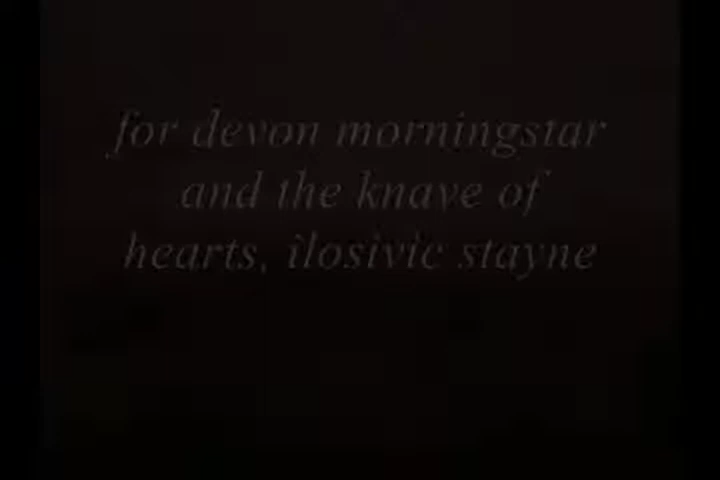 for devon morningstar
and the knave of
hearts, ilosivic stayne